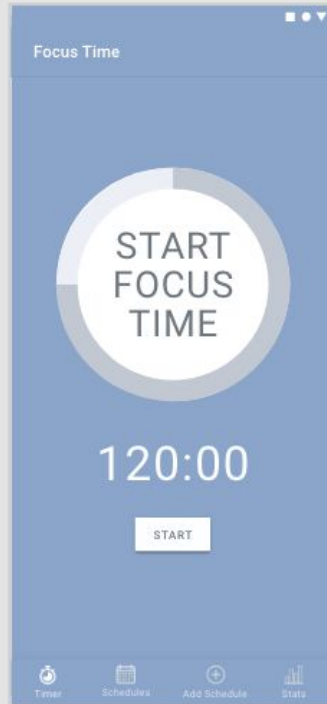 Focus Time
START
FOCUS
TIME
120:00
START
Timer
Schedules
Add Schedule
Stats